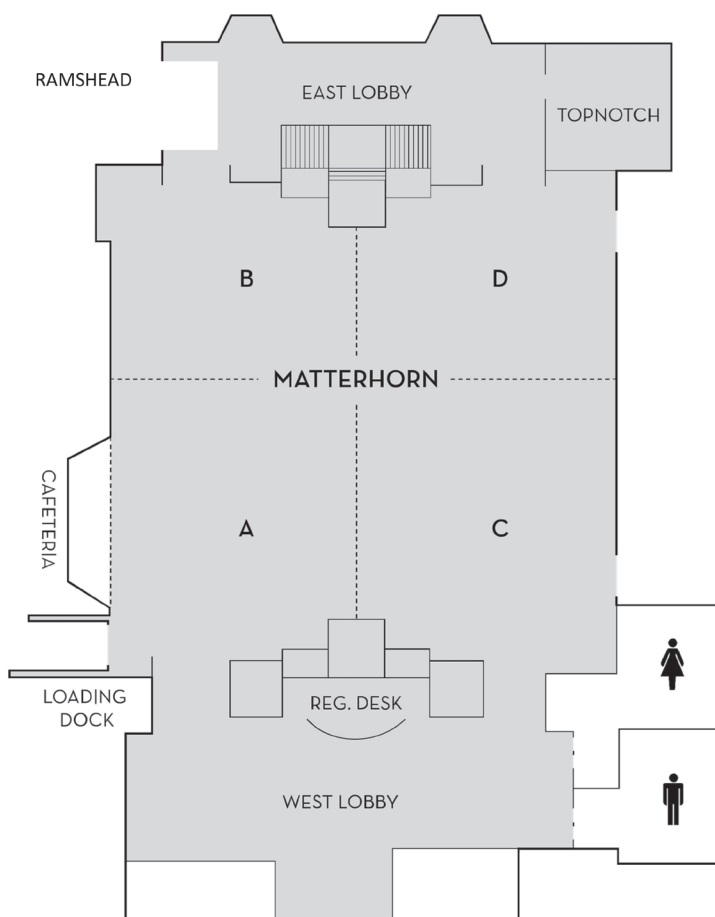 RAMSHEAD
EAST LOBBY
TOPNOTCH
B
D
MATTERHORN
CAFETERIA
A
C
LOADING
DOCK
REG. DESK
WEST LOBBY